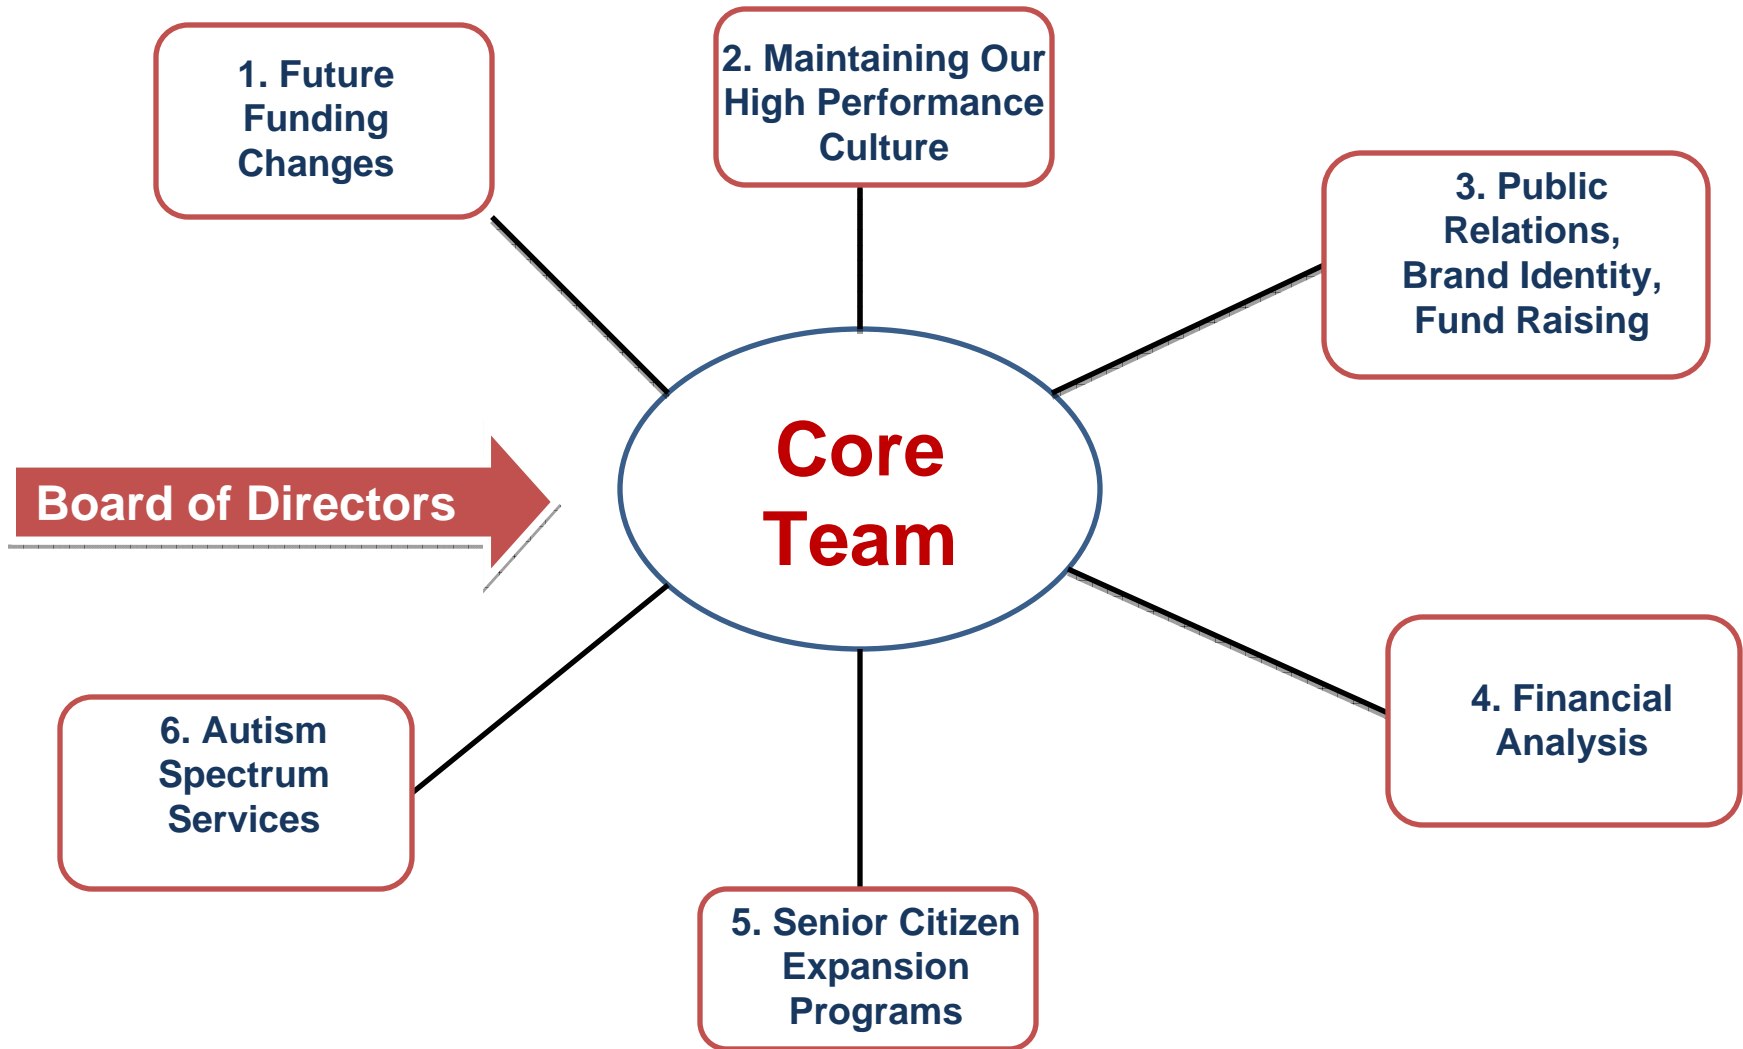 1. Future
Funding
Changes
2. Maintaining Our
High Performance
Culture
3. Public
Relations,
Brand Identity,
Fund Raising
Core
Team
Board of Directors
4. Financial
Analysis
6. Autism
Spectrum
Services
5. Senior Citizen
Expansion
Programs